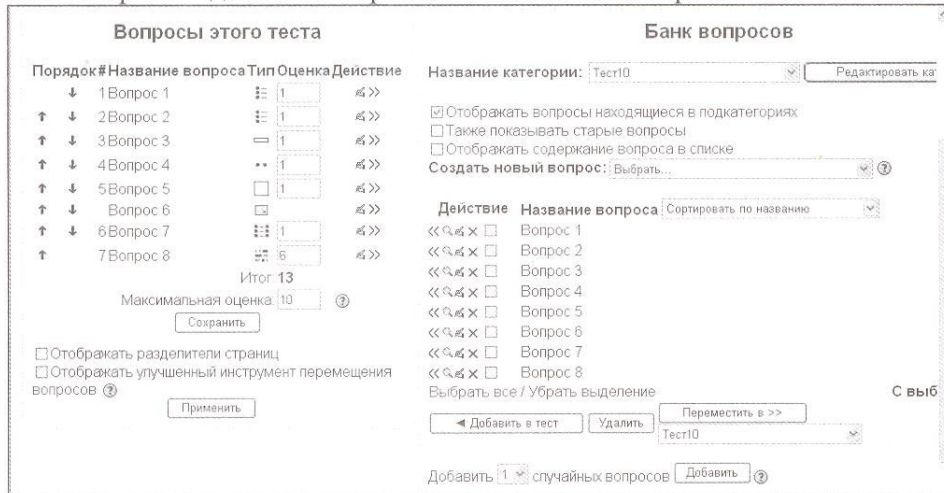 Вопросы этого теста
Порядок # Название вопроса Тип Оценка Действие
1 Вопрос 1 1 >>
2 Вопрос 2 1 >>
3 Вопрос 3 1 >>
4 Вопрос 4 1 >>
5 Вопрос 5 1 >>
Вопрос 6 >>
6 Вопрос 7 1 >>
7 Вопрос 8 6 >>
Итог: 13
Максимальная оценка: 10 ?
Сохранить
Отображать разделители страниц
Отображать улучшенный инструмент перемещения
вопросов ?
Применить
Банк вопросов
Название категории: Тест10 Редактировать кат
Отображать вопросы находящиеся в подкатегориях
Также показывать старые вопросы
Отображать содержание вопроса в списке
Создать новый вопрос: Выбрать... ?
Действие Название вопроса Сортировать по названию
<< Вопрос 1
<< Вопрос 2
<< Вопрос 3
<< Вопрос 4
<< Вопрос 5
<< Вопрос 6
<< Вопрос 7
<< Вопрос 8
Выбрать все / Убрать выделение С выб
◄ Добавить в тест Удалить Переместить в >>
Тест10
Добавить 1 случайных вопросов Добавить ?